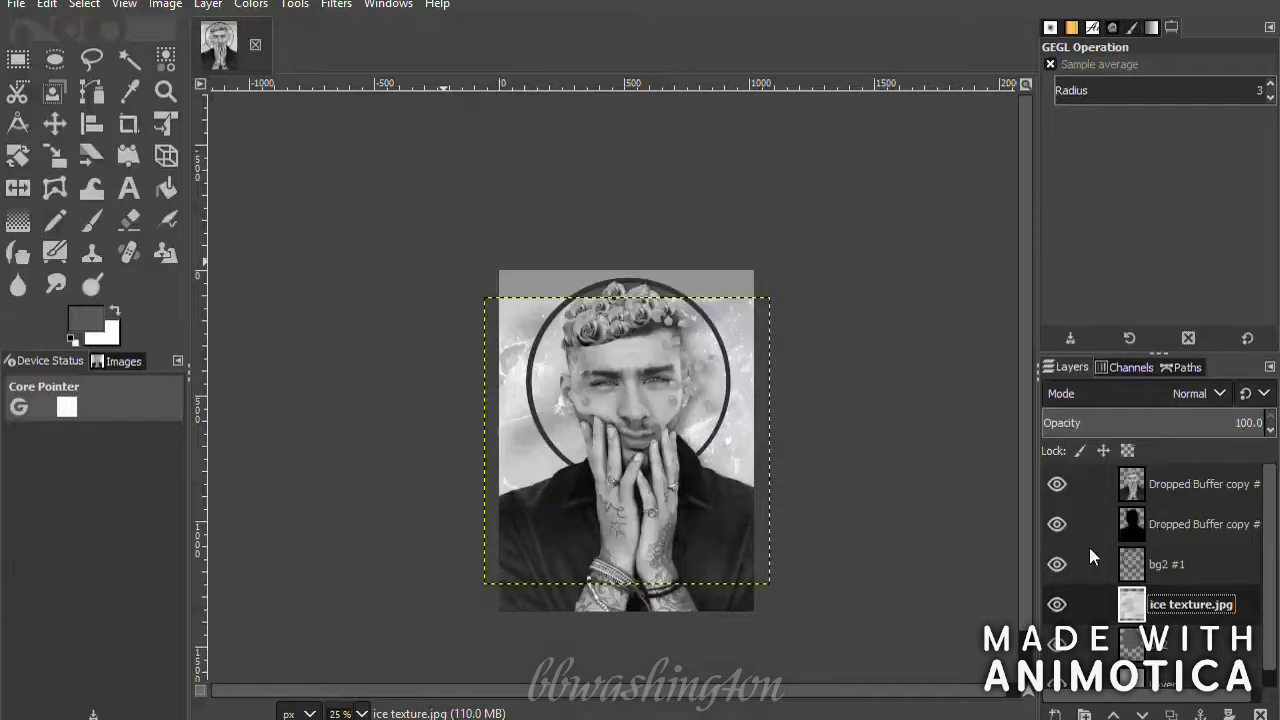 File Edit Select View Image Layer Colors Tools Filters Windows Help
GEGL Operation
Sample average
Radius 3
-1000 -500 0 500 1000 1500 200
Device Status Images
Core Pointer
Layers Channels Paths
Mode Normal
Opacity 100.0
Lock:
Dropped Buffer copy #
Dropped Buffer copy #
bg2 #1
ice texture.jpg
MADE WITH
ANIMOTICA
bbwashing4on
px 25 % ice texture.jpg (110.0 MB)